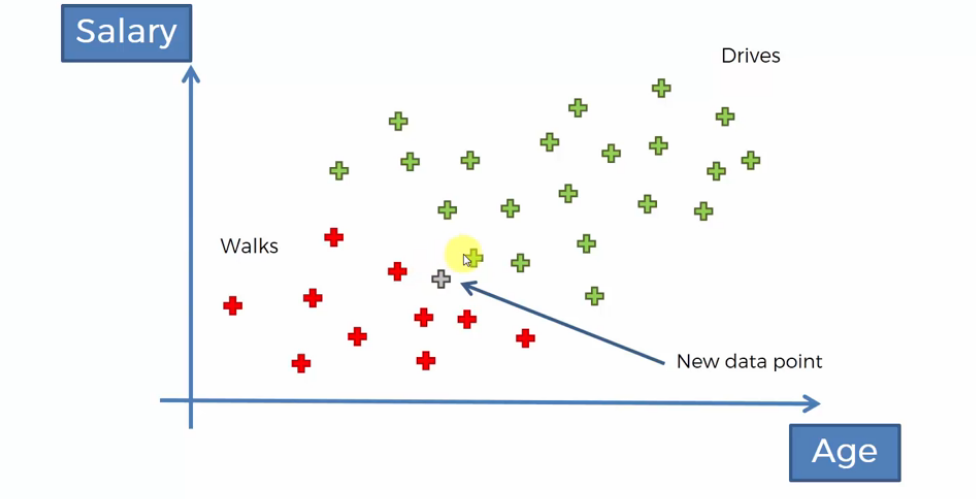 Salary
Drives
Walks
New data point
Age